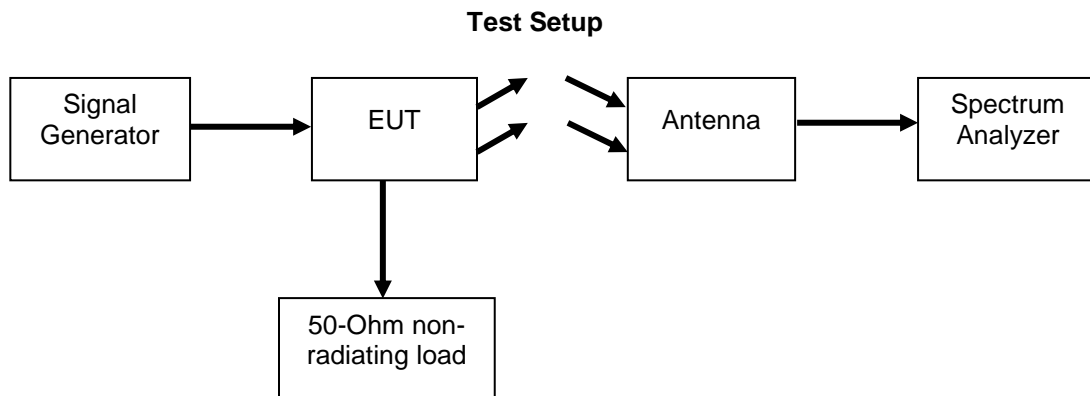 Test Setup
Signal
Generator
EUT
Antenna
Spectrum
Analyzer
50-Ohm non-
radiating load